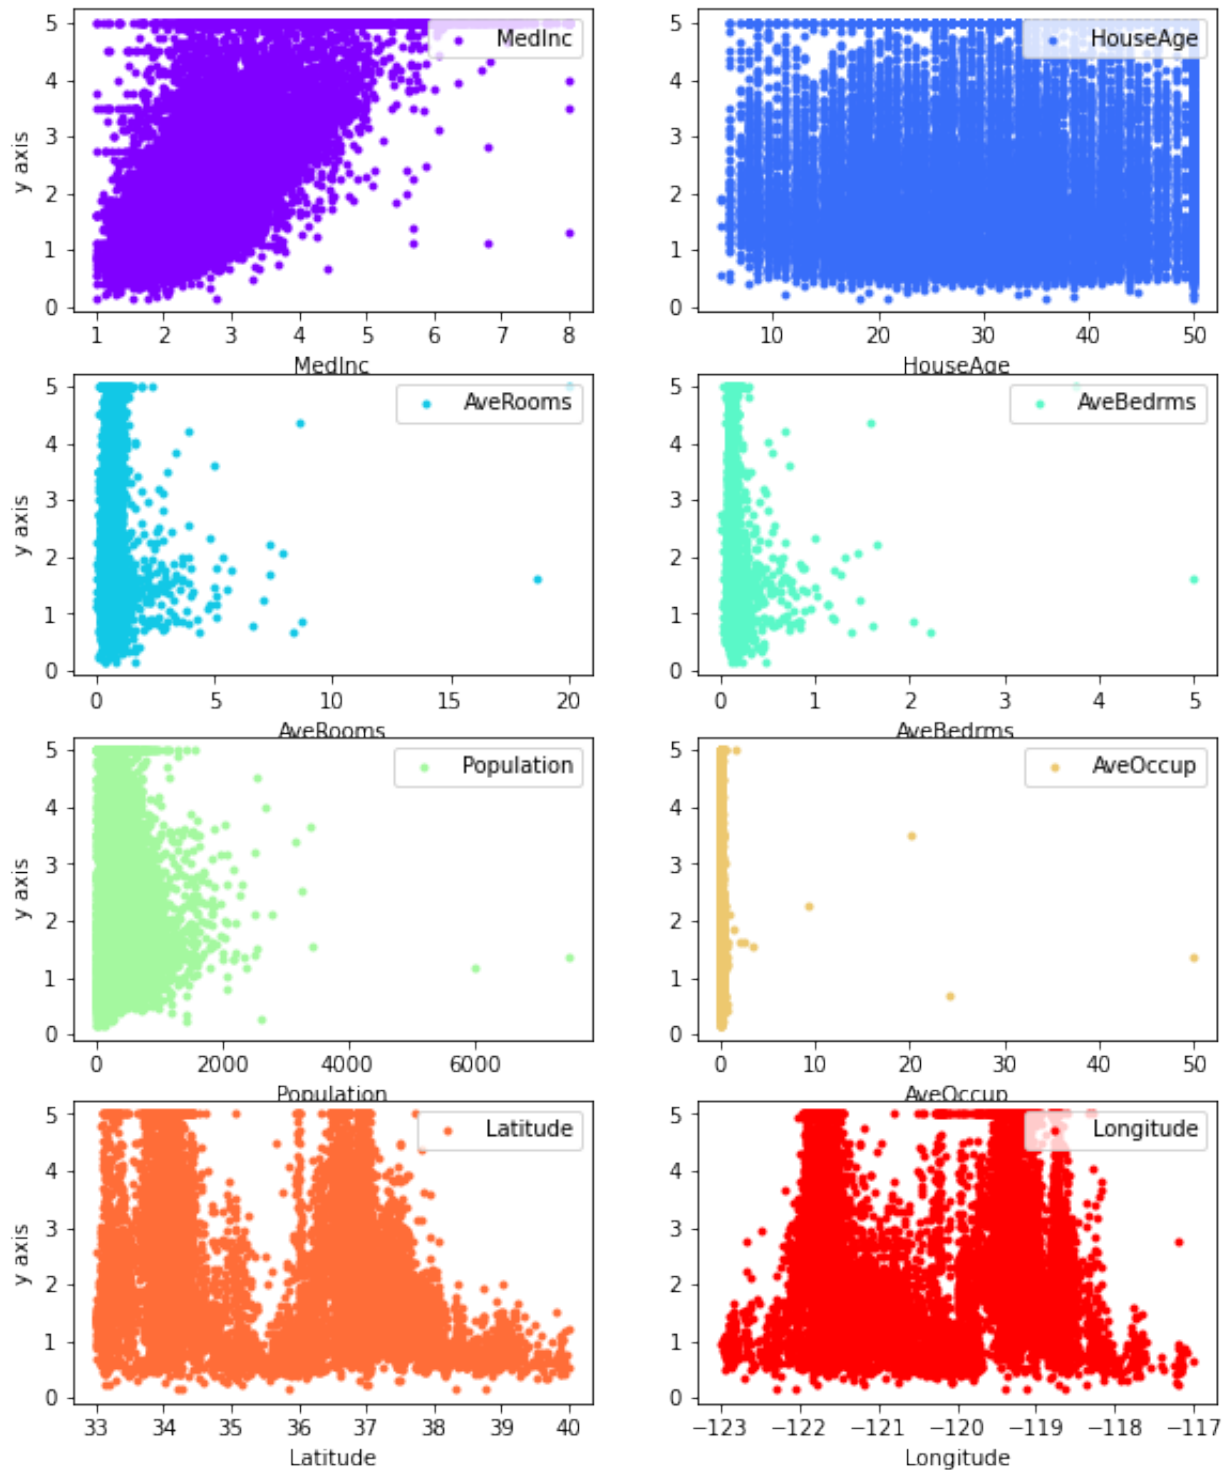 MedInc
5
4
3
2
1
0
y axis
1 2 3 4 5 6 7 8
MedInc
HouseAge
5
4
3
2
1
0
10 20 30 40 50
HouseAge
AveRooms
5
4
3
2
1
0
y axis
0 5 10 15 20
AveRooms
AveBedrms
5
4
3
2
1
0
0 1 2 3 4 5
AveBedrms
Population
5
4
3
2
1
0
y axis
0 2000 4000 6000
Population
AveOccup
5
4
3
2
1
0
0 10 20 30 40 50
AveOccup
Latitude
5
4
3
2
1
0
y axis
33 34 35 36 37 38 39 40
Latitude
Longitude
5
4
3
2
1
0
−123 −122 −121 −120 −119 −118 −117
Longitude